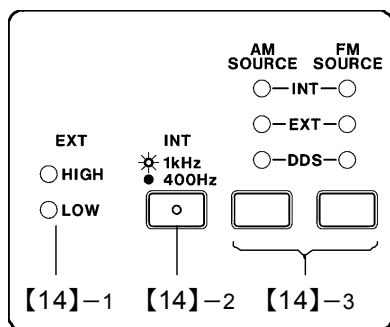 AM FM
SOURCE SOURCE
INT
EXT
DDS
EXT INT
HIGH 1kHz
400Hz
LOW
【14】-1 【14】-2 【14】-3